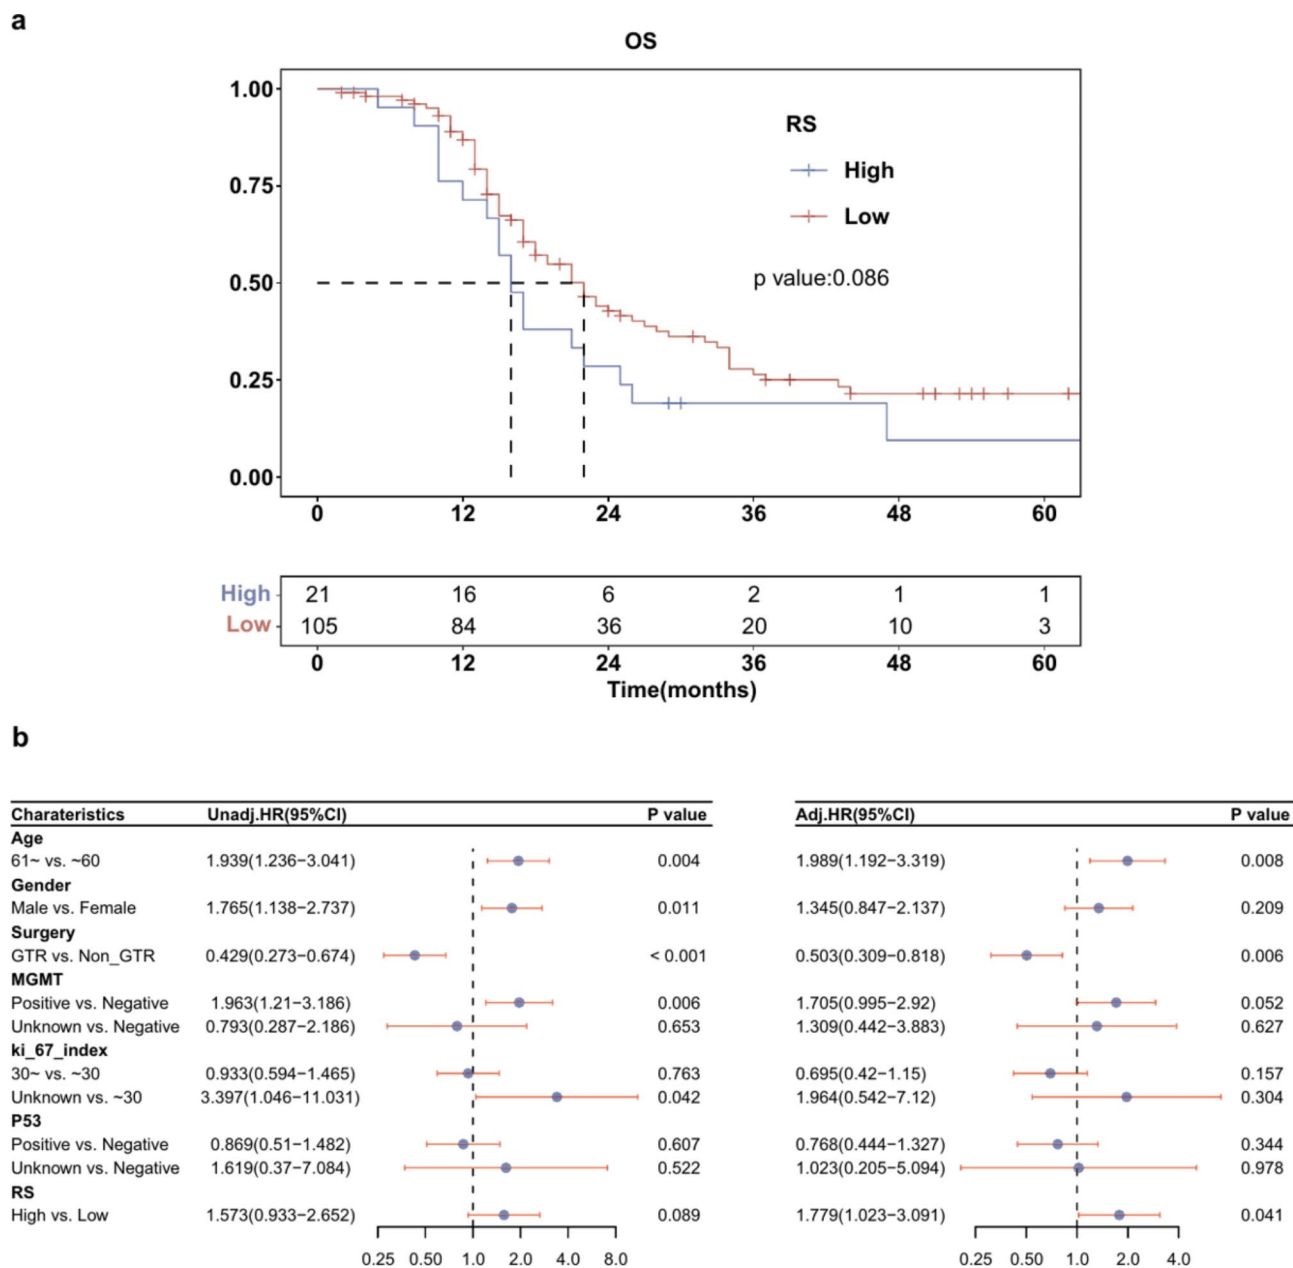 a
OS
1.00
0.75
0.50
0.25
0.00
RS
High
Low
p value:0.086
0 12 24 36 48 60
High 21 16 6 2 1 1
Low 105 84 36 20 10 3
0 12 24 36 48 60
Time(months)
b
Charateristics Unadj.HR(95%CI) P value Adj.HR(95%CI) P value
Age
61~ vs. ~60 1.939(1.236−3.041) 0.004 1.989(1.192−3.319) 0.008
Gender
Male vs. Female 1.765(1.138−2.737) 0.011 1.345(0.847−2.137) 0.209
Surgery
GTR vs. Non_GTR 0.429(0.273−0.674) < 0.001 0.503(0.309−0.818) 0.006
MGMT
Positive vs. Negative 1.963(1.21−3.186) 0.006 1.705(0.995−2.92) 0.052
Unknown vs. Negative 0.793(0.287−2.186) 0.653 1.309(0.442−3.883) 0.627
ki_67_index
30~ vs. ~30 0.933(0.594−1.465) 0.763 0.695(0.42−1.15) 0.157
Unknown vs. ~30 3.397(1.046−11.031) 0.042 1.964(0.542−7.12) 0.304
P53
Positive vs. Negative 0.869(0.51−1.482) 0.607 0.768(0.444−1.327) 0.344
Unknown vs. Negative 1.619(0.37−7.084) 0.522 1.023(0.205−5.094) 0.978
RS
High vs. Low 1.573(0.933−2.652) 0.089 1.779(1.023−3.091) 0.041
0.25 0.50 1.0 2.0 4.0 8.0 0.25 0.50 1.0 2.0 4.0